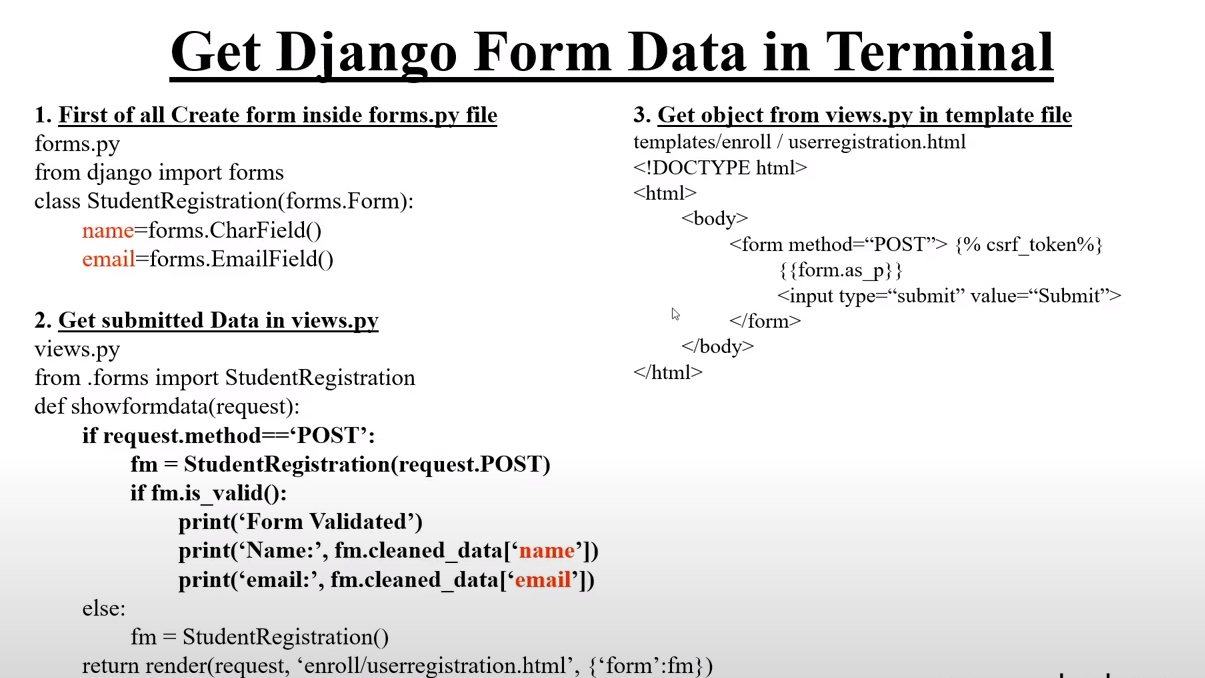 Get Django Form Data in Terminal
1. First of all Create form inside forms.py file
forms.py
from django import forms
class StudentRegistration(forms.Form):
name=forms.CharField()
email=forms.EmailField()
2. Get submitted Data in views.py
views.py
from .forms import StudentRegistration
def showformdata(request):
if request.method==‘POST’:
fm = StudentRegistration(request.POST)
if fm.is_valid():
print(‘Form Validated’)
print(‘Name:’, fm.cleaned_data[‘name’])
print(‘email:’, fm.cleaned_data[‘email’])
else:
fm = StudentRegistration()
return render(request, ‘enroll/userregistration.html’, {‘form’:fm})
3. Get object from views.py in template file
templates/enroll / userregistration.html
<!DOCTYPE html>
<html>
<body>
<form method=“POST”> {% csrf_token%}
{{form.as_p}}
<input type=“submit” value=“Submit”>
</form>
</body>
</html>